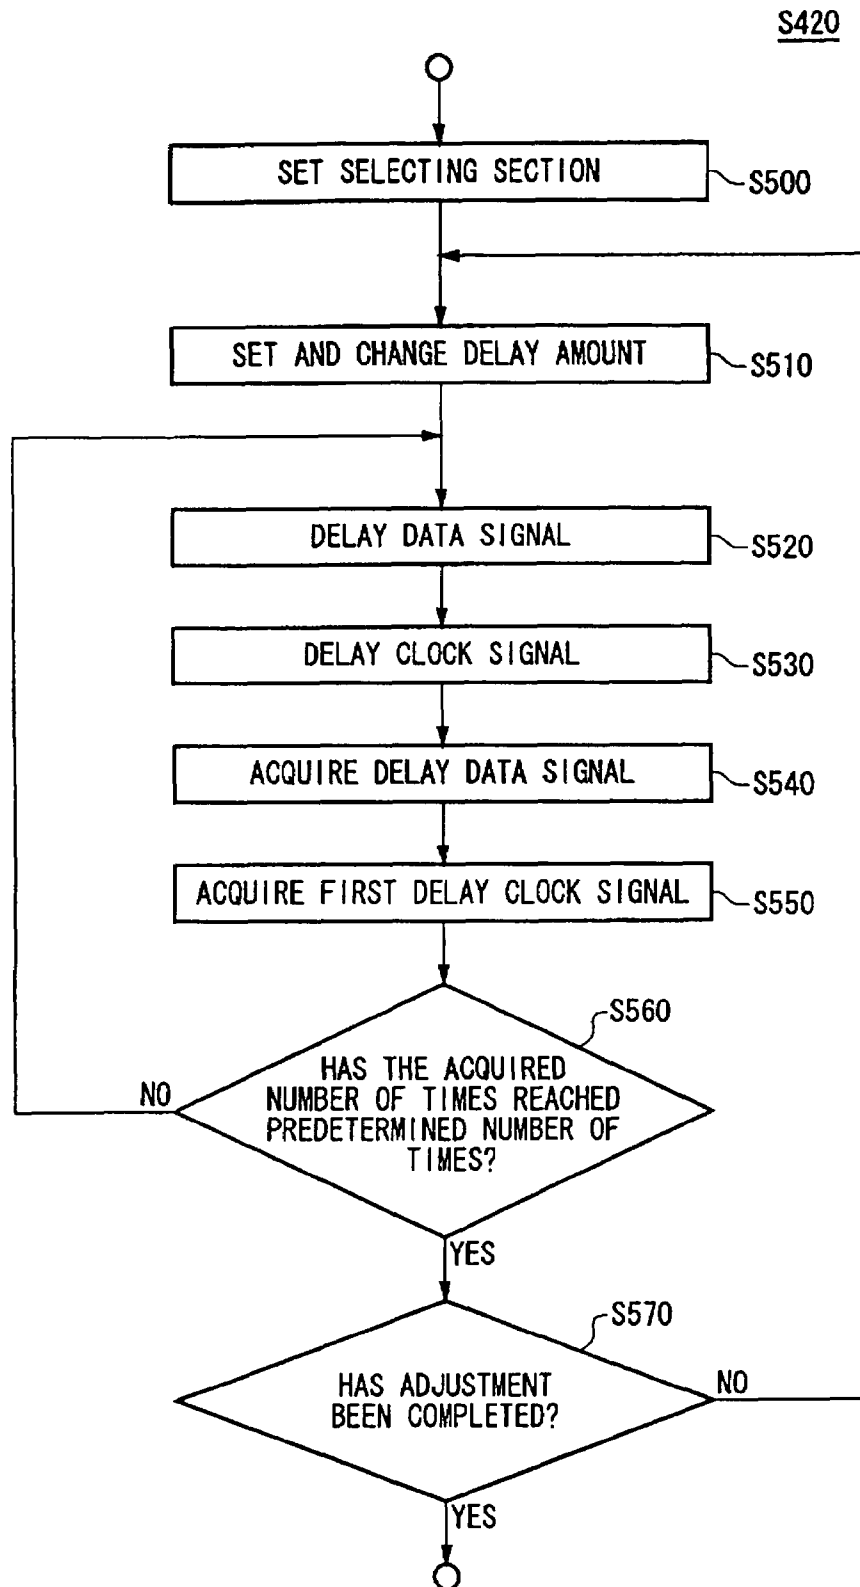 S420
SET SELECTING SECTION
S500
SET AND CHANGE DELAY AMOUNT
S510
DELAY DATA SIGNAL
S520
DELAY CLOCK SIGNAL
S530
ACQUIRE DELAY DATA SIGNAL
S540
ACQUIRE FIRST DELAY CLOCK SIGNAL
S550
S560
HAS THE ACQUIRED
NUMBER OF TIMES REACHED
PREDETERMINED NUMBER OF
TIMES?
NO
YES
S570
HAS ADJUSTMENT
BEEN COMPLETED?
NO
YES